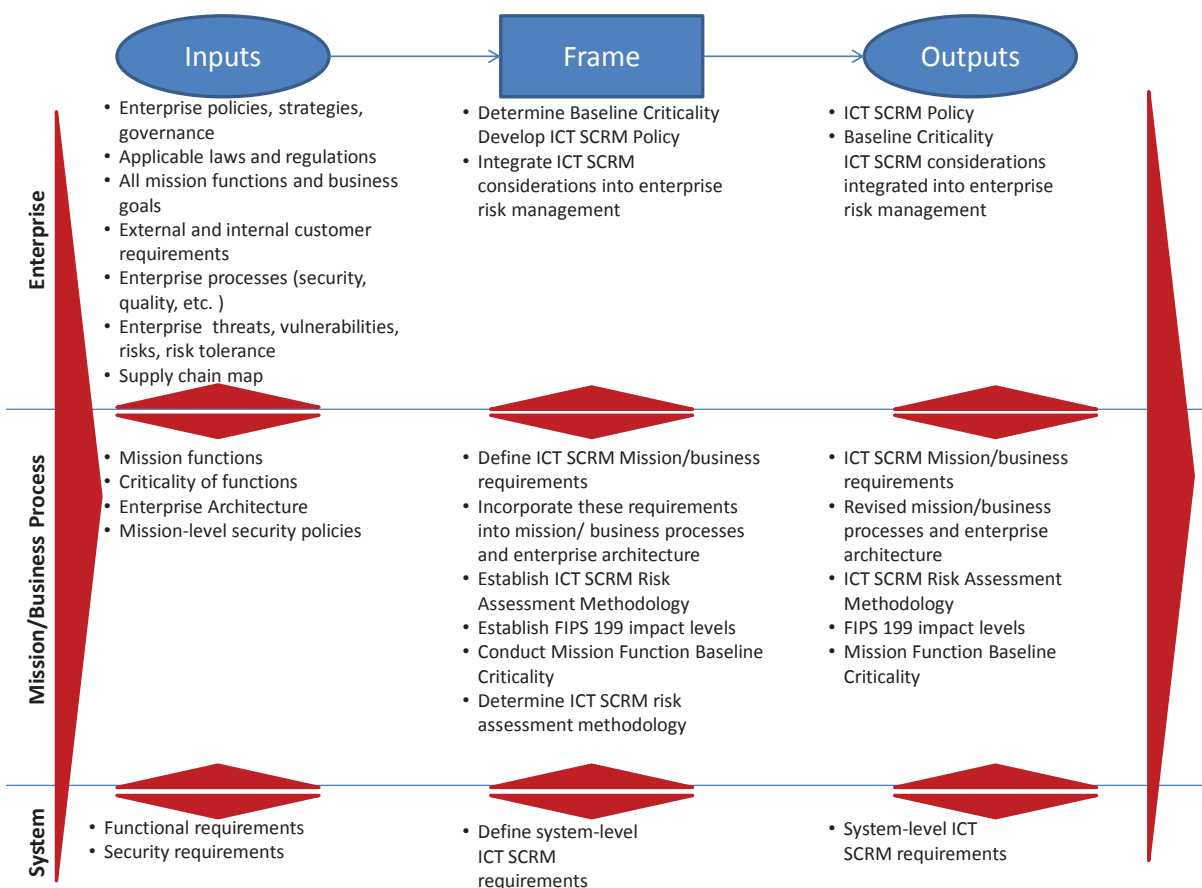 Inputs
Frame
Outputs
Enterprise
• Enterprise policies, strategies,
governance
• Applicable laws and regulations
• All mission functions and business
goals
• External and internal customer
requirements
• Enterprise processes (security,
quality, etc. )
• Enterprise threats, vulnerabilities,
risks, risk tolerance
• Supply chain map
• Determine Baseline Criticality
Develop ICT SCRM Policy
• Integrate ICT SCRM
considerations into enterprise
risk management
• ICT SCRM Policy
• Baseline Criticality
ICT SCRM considerations
integrated into enterprise
risk management
Mission/Business Process
• Mission functions
• Criticality of functions
• Enterprise Architecture
• Mission-level security policies
• Define ICT SCRM Mission/business
requirements
• Incorporate these requirements
into mission/ business processes
and enterprise architecture
• Establish ICT SCRM Risk
Assessment Methodology
• Establish FIPS 199 impact levels
• Conduct Mission Function Baseline
Criticality
• Determine ICT SCRM risk
assessment methodology
• ICT SCRM Mission/business
requirements
• Revised mission/business
processes and enterprise
architecture
• ICT SCRM Risk Assessment
Methodology
• FIPS 199 impact levels
• Mission Function Baseline
Criticality
System
• Functional requirements
• Security requirements
• Define system-level
ICT SCRM
requirements
• System-level ICT
SCRM requirements